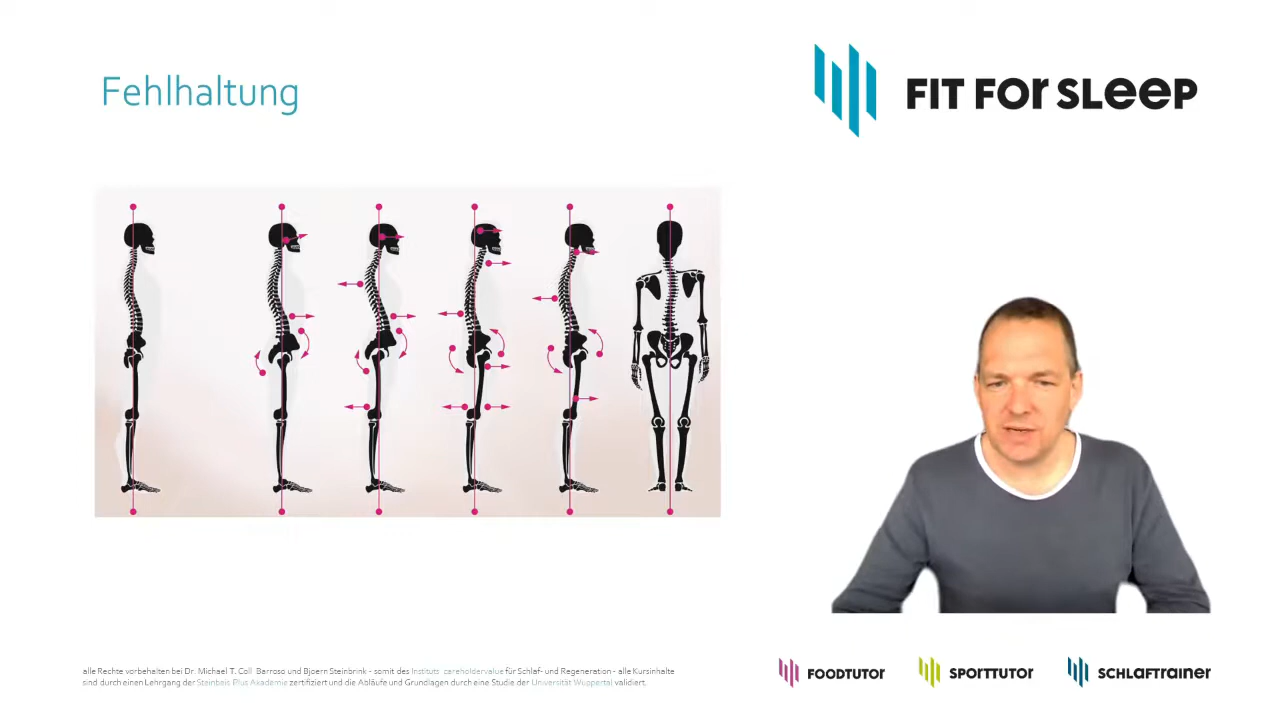 Fehlhaltung
FIT FOR SLEEP
alle Rechte vorbehalten bei Dr. Michael T. Coll Barroso und Bjoern Steinbrink - somit des Instituts careholdervalue für Schlaf- und Regeneration - alle Kursinhalte
sind durch einen Lehrgang der Steinbeis Plus Akademie zertifiziert und die Abläufe und Grundlagen durch eine Studie der Universität Wuppertal validiert.
FOODTUTOR
SPORTTUTOR
SCHLAFTRAINER